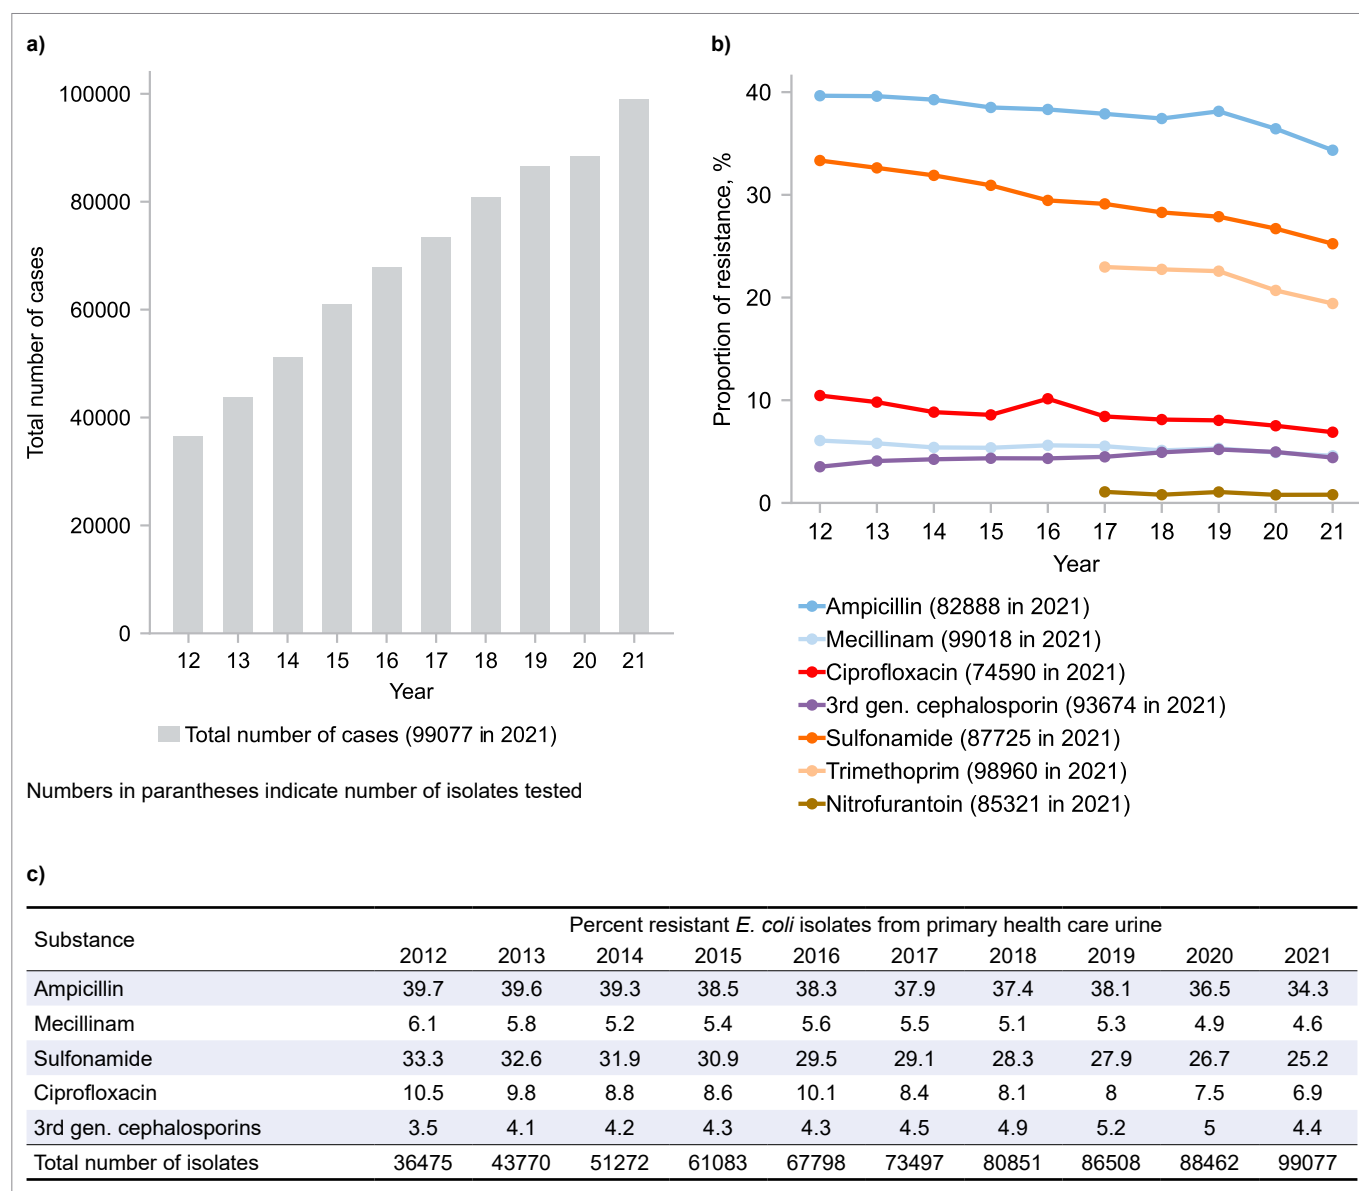 a)
100000
80000
60000
40000
20000
0
Total number of cases
12 13 14 15 16 17 18 19 20 21
Year
Total number of cases (99077 in 2021)
Numbers in parantheses indicate number of isolates tested
b)
40
30
20
10
0
Proportion of resistance, %
12 13 14 15 16 17 18 19 20 21
Year
Ampicillin (82888 in 2021)
Mecillinam (99018 in 2021)
Ciprofloxacin (74590 in 2021)
3rd gen. cephalosporin (93674 in 2021)
Sulfonamide (87725 in 2021)
Trimethoprim (98960 in 2021)
Nitrofurantoin (85321 in 2021)
c)
Substance
Percent resistant E. coli isolates from primary health care urine
2012 2013 2014 2015 2016 2017 2018 2019 2020 2021
Ampicillin 39.7 39.6 39.3 38.5 38.3 37.9 37.4 38.1 36.5 34.3
Mecillinam 6.1 5.8 5.2 5.4 5.6 5.5 5.1 5.3 4.9 4.6
Sulfonamide 33.3 32.6 31.9 30.9 29.5 29.1 28.3 27.9 26.7 25.2
Ciprofloxacin 10.5 9.8 8.8 8.6 10.1 8.4 8.1 8 7.5 6.9
3rd gen. cephalosporins 3.5 4.1 4.2 4.3 4.3 4.5 4.9 5.2 5 4.4
Total number of isolates 36475 43770 51272 61083 67798 73497 80851 86508 88462 99077